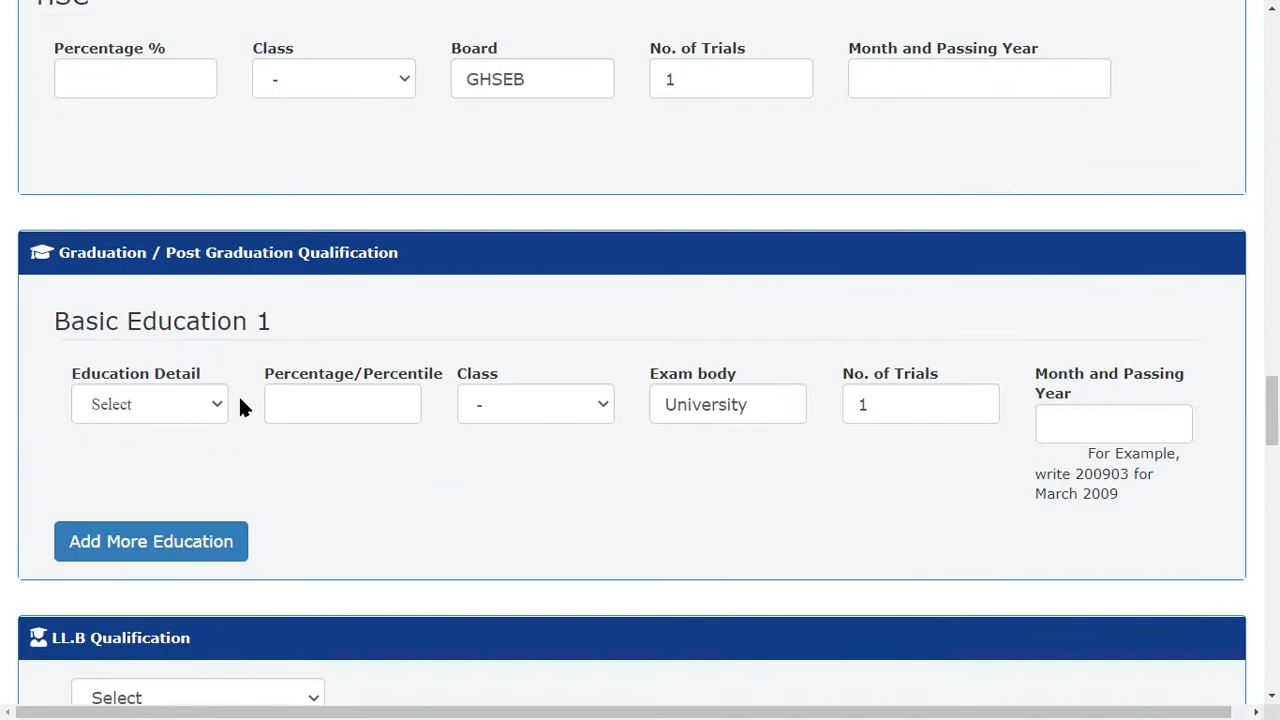 HSC
Percentage % Class Board No. of Trials Month and Passing Year
- GHSEB 1
Graduation / Post Graduation Qualification
Basic Education 1
Education Detail Percentage/Percentile Class Exam body No. of Trials Month and Passing Year
Select - University 1
For Example,
write 200903 for
March 2009
Add More Education
LL.B Qualification
Select